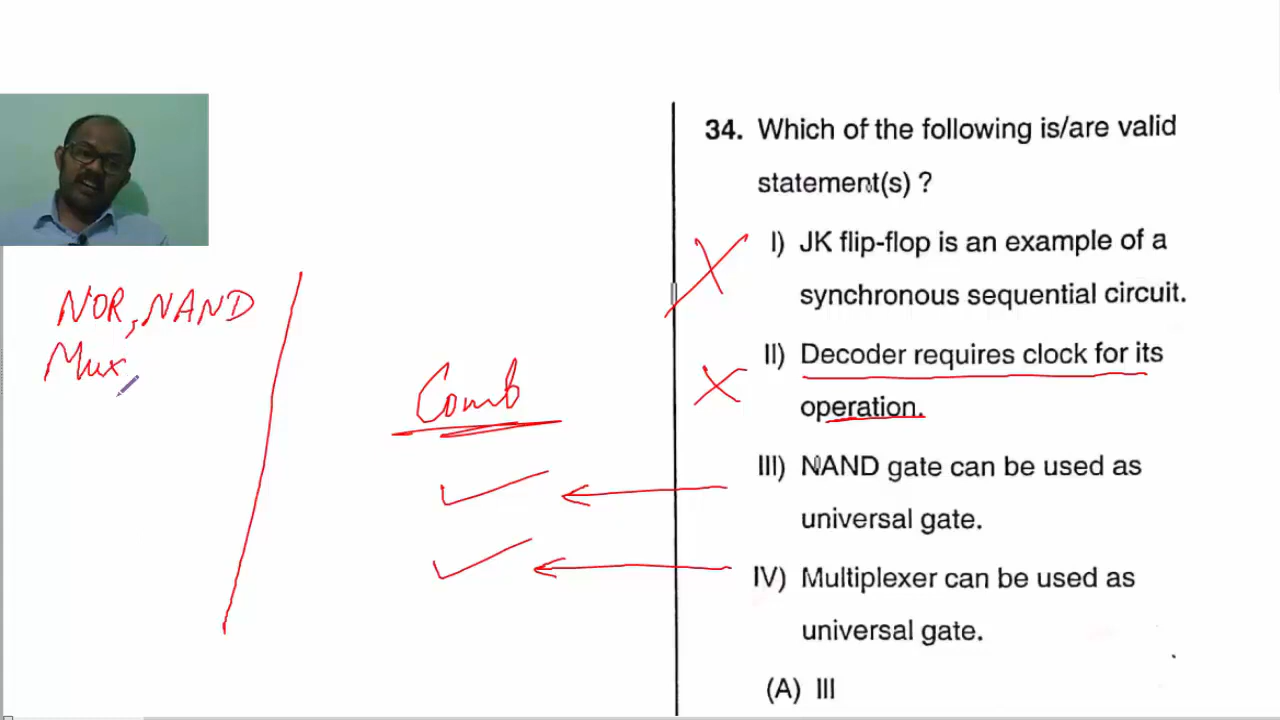 NOR, NAND
Mux
Comb
34. Which of the following is/are valid
statement(s) ?
I) JK flip-flop is an example of a
synchronous sequential circuit.
II) Decoder requires clock for its
operation.
III) NAND gate can be used as
universal gate.
IV) Multiplexer can be used as
universal gate.
(A) III